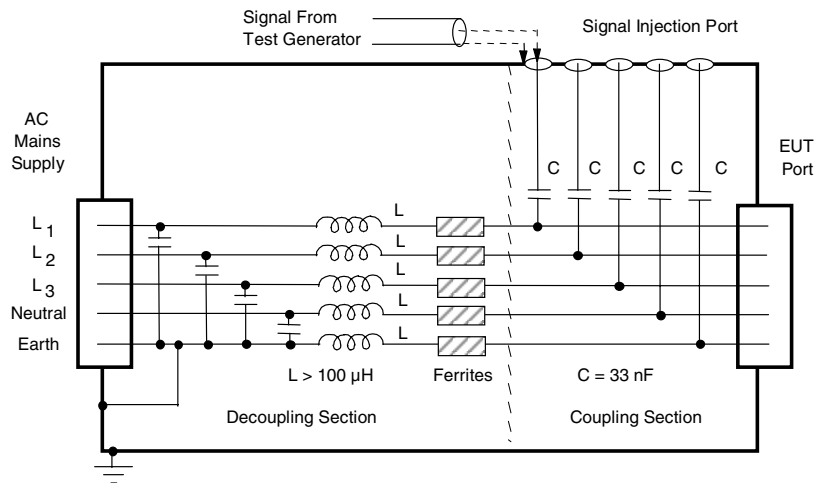 Signal From
Test Generator
Signal Injection Port
AC
Mains
Supply
EUT
Port
C C C C C
L1 L
L2 L
L3 L
Neutral L
Earth L
L > 100 µH Ferrites C = 33 nF
Decoupling Section Coupling Section